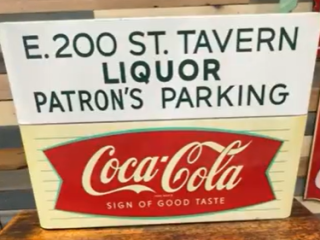 E. 200 ST. TAVERN
LIQUOR
PATRON'S PARKING
Coca-Cola
SIGN OF GOOD TASTE